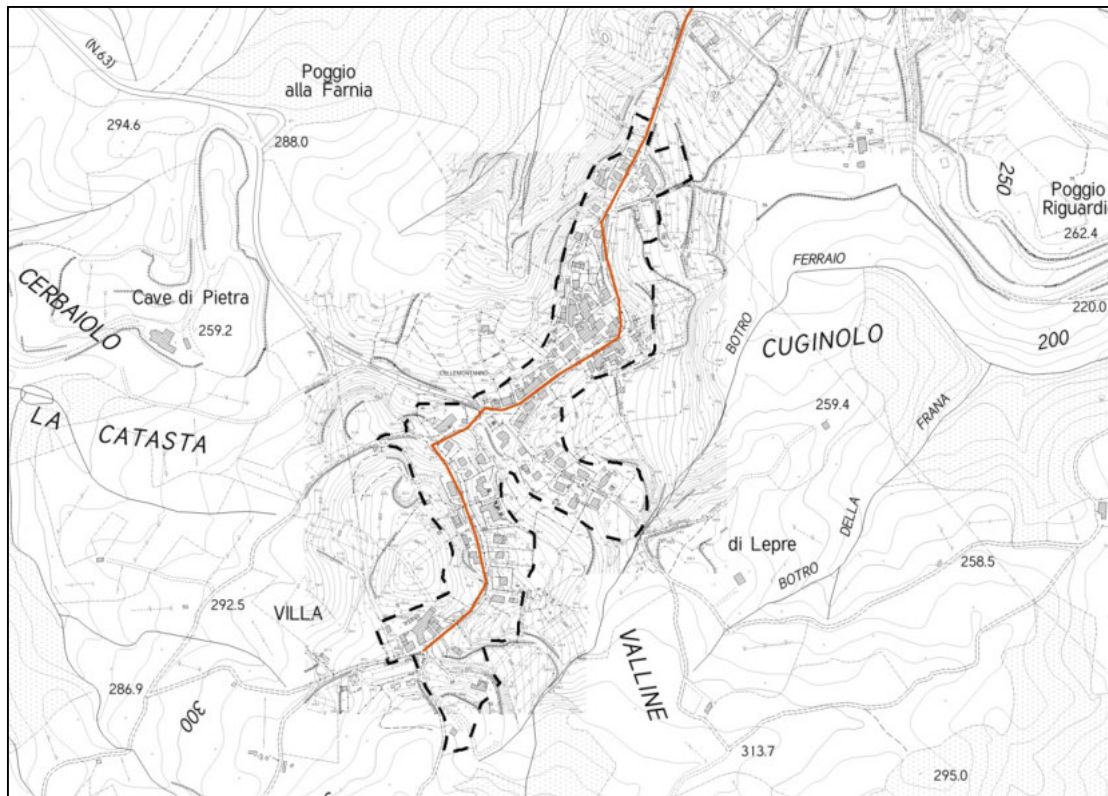 (N.63)
Poggio
alla Farnia
294.6
288.0
250
Poggio
Riguardi
262.4
CERBAIOLO
Cave di Pietra
259.2
BOTRO
FERRAIO
220.0
CUGINOLO
200
COLLEMONTANINO
LA CATASTA
259.4
BOTRO
DELLA
FRANA
di Lepre
258.5
292.5
VILLA
VALLINE
286.9
300
313.7
295.0